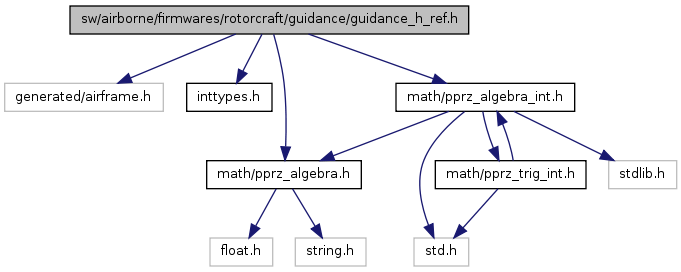 sw/airborne/firmwares/rotorcraft/guidance/guidance_h_ref.h
generated/airframe.h
inttypes.h
math/pprz_algebra_int.h
math/pprz_algebra.h
math/pprz_trig_int.h
stdlib.h
float.h
string.h
std.h